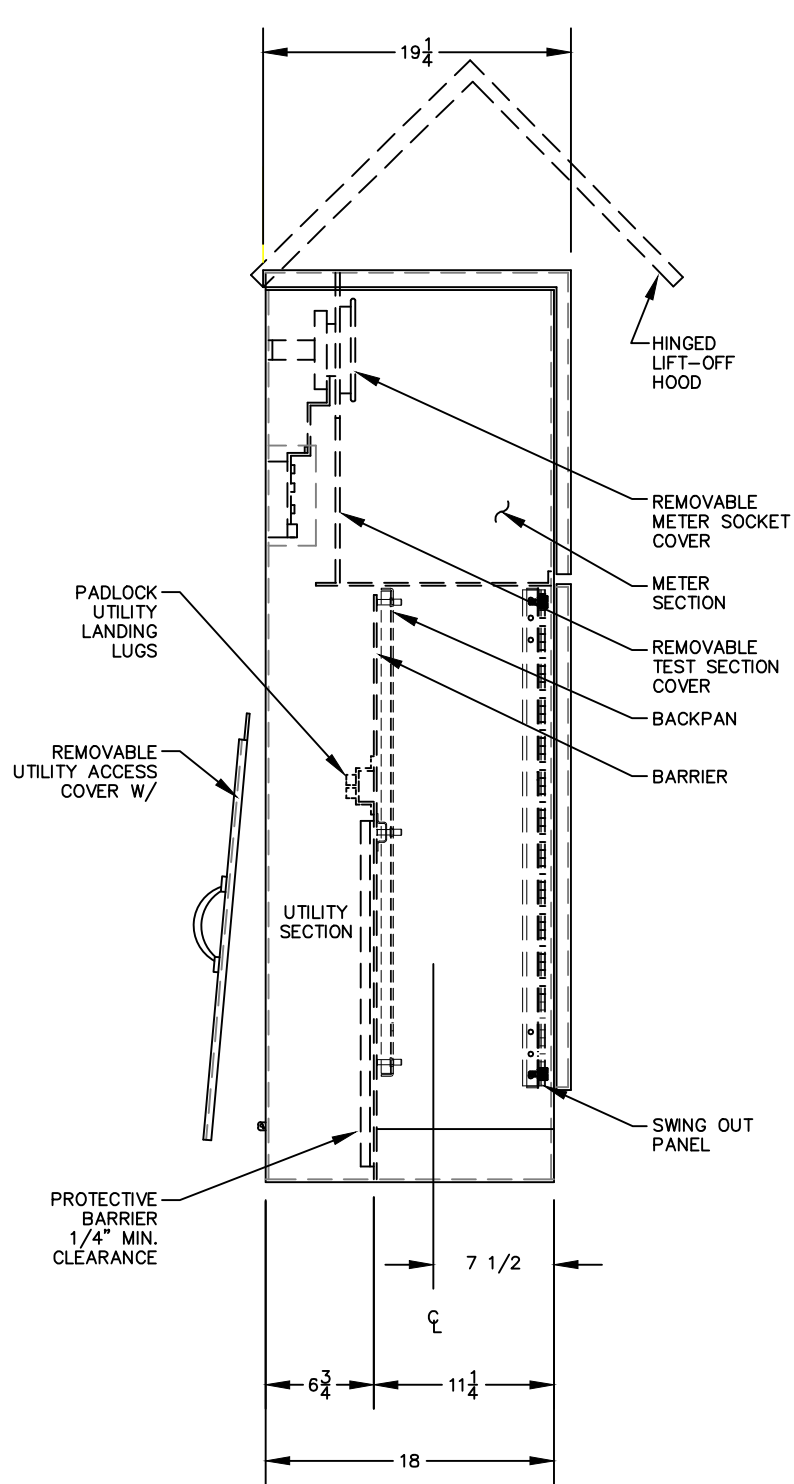 19 1/4
HINGED
LIFT-OFF
HOOD
REMOVABLE
METER SOCKET
COVER
METER
SECTION
REMOVABLE
TEST SECTION
COVER
BACKPAN
BARRIER
PADLOCK
UTILITY
LANDING
LUGS
REMOVABLE
UTILITY ACCESS
COVER W/
UTILITY
SECTION
SWING OUT
PANEL
PROTECTIVE
BARRIER
1/4" MIN.
CLEARANCE
7 1/2
℄
6 3/4
11 1/4
18